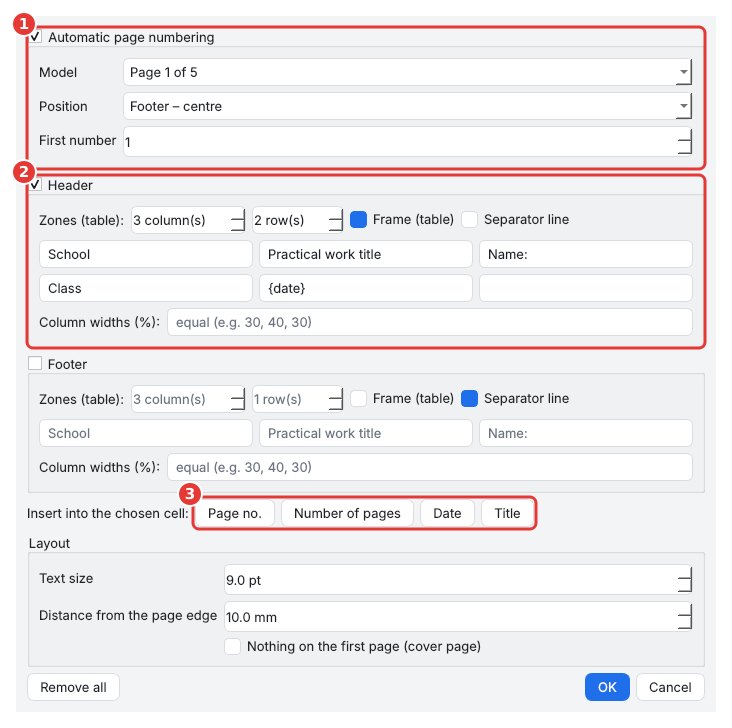 1
Automatic page numbering
Model Page 1 of 5
Position Footer – centre
First number 1
2
Header
Zones (table): 3 column(s) 2 row(s) Frame (table) Separator line
School Practical work title Name:
Class {date}
Column widths (%): equal (e.g. 30, 40, 30)
Footer
Zones (table): 3 column(s) 1 row(s) Frame (table) Separator line
School Practical work title Name:
Column widths (%): equal (e.g. 30, 40, 30)
3
Insert into the chosen cell: Page no. Number of pages Date Title
Layout
Text size 9.0 pt
Distance from the page edge 10.0 mm
Nothing on the first page (cover page)
Remove all OK Cancel